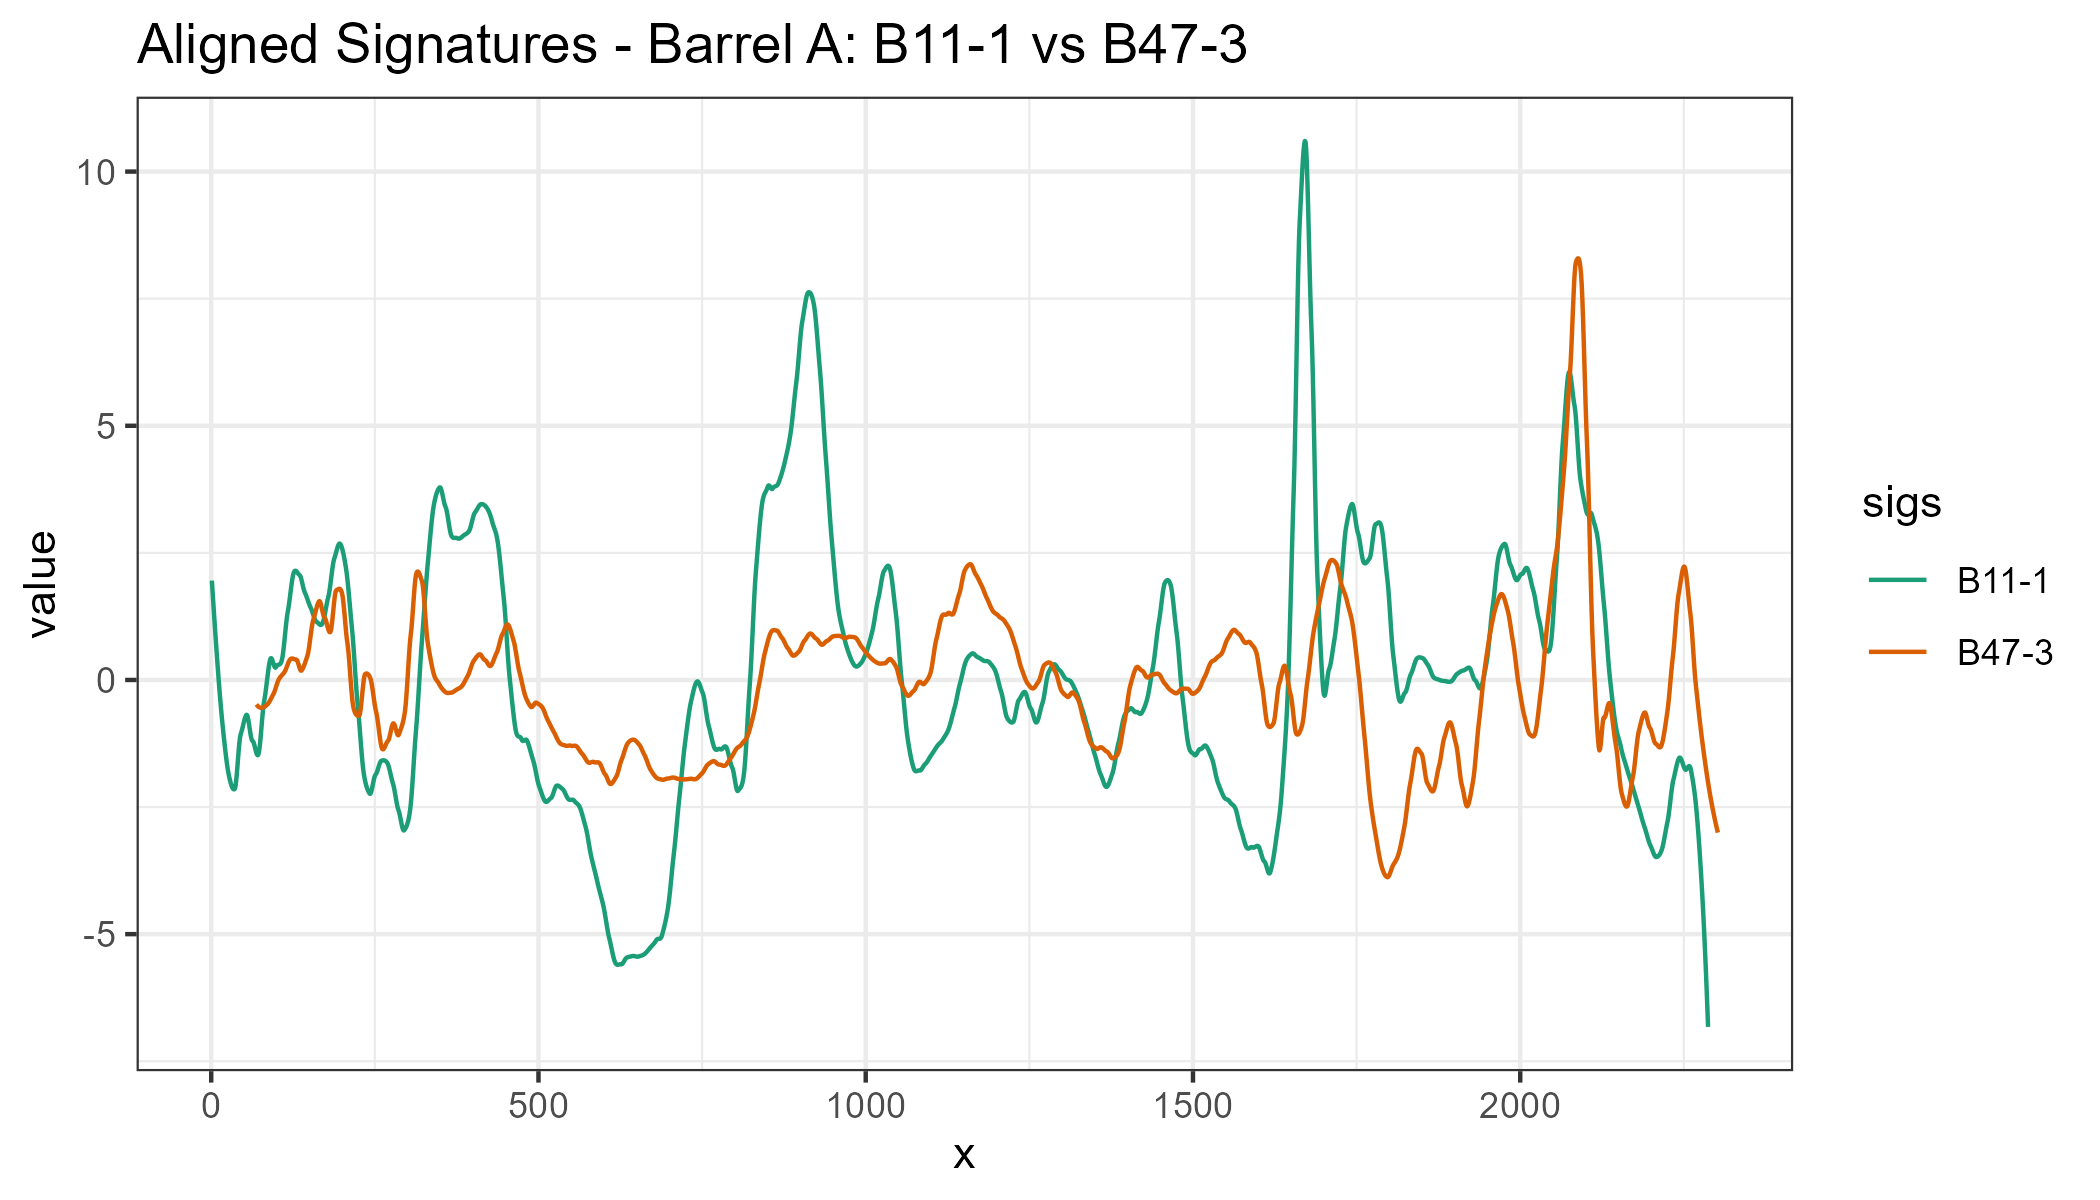 Aligned Signatures - Barrel A: B11-1 vs B47-3
10
5
0
-5
value
0 500 1000 1500 2000
x
sigs
B11-1
B47-3